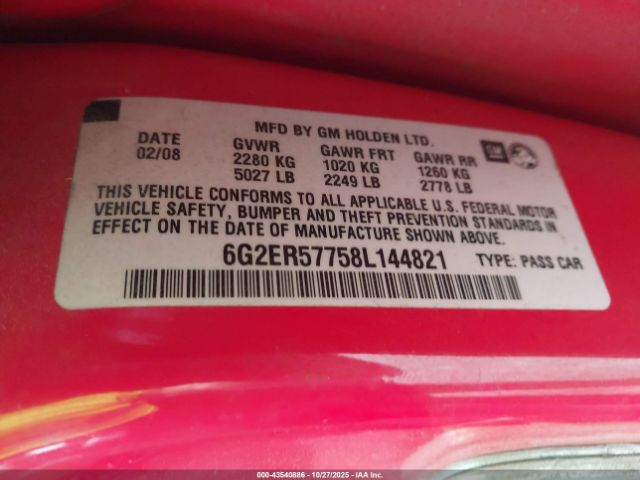 MFD BY GM HOLDEN LTD.
DATE GVWR GAWR FRT GAWR RR GM
02/08 2280 KG 1020 KG 1260 KG
5027 LB 2249 LB 2778 LB
THIS VEHICLE CONFORMS TO ALL APPLICABLE U.S. FEDERAL MOTOR
VEHICLE SAFETY, BUMPER AND THEFT PREVENTION STANDARDS IN EFFECT
ON THE DATE OF MANUFACTURE SHOWN ABOVE.
6G2ER57758L144821 TYPE: PASS CAR
000-43540886 | 10/27/2025 | IAA Inc.